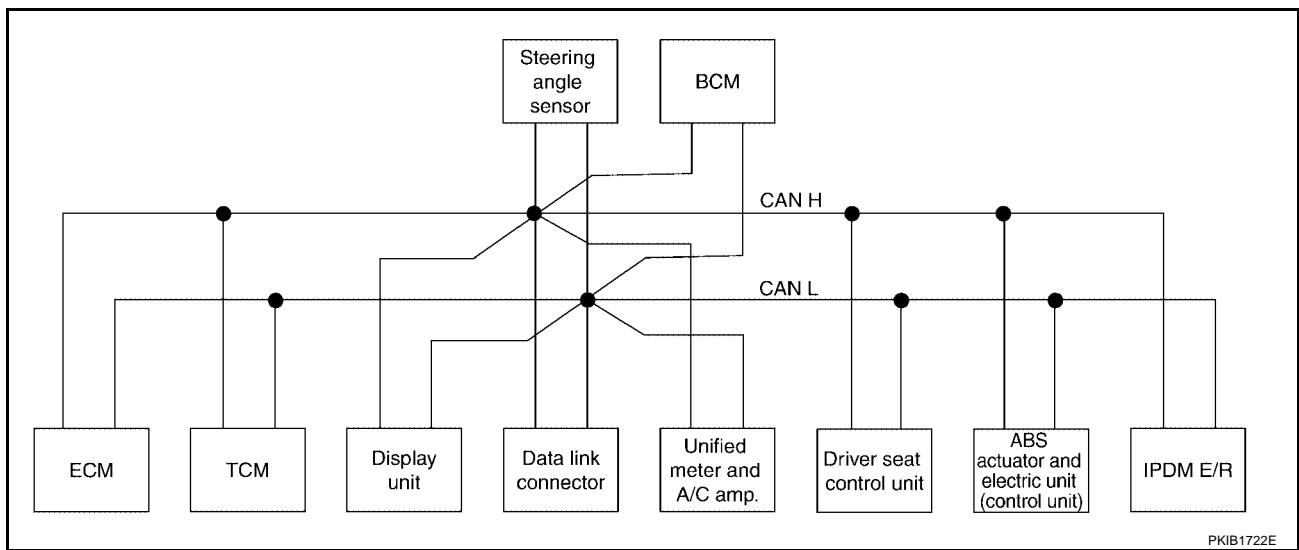 Steering
angle
sensor
BCM
CAN H
CAN L
ECM
TCM
Display
unit
Data link
connector
Unified
meter and
A/C amp.
Driver seat
control unit
ABS
actuator and
electric unit
(control unit)
IPDM E/R
PKIB1722E